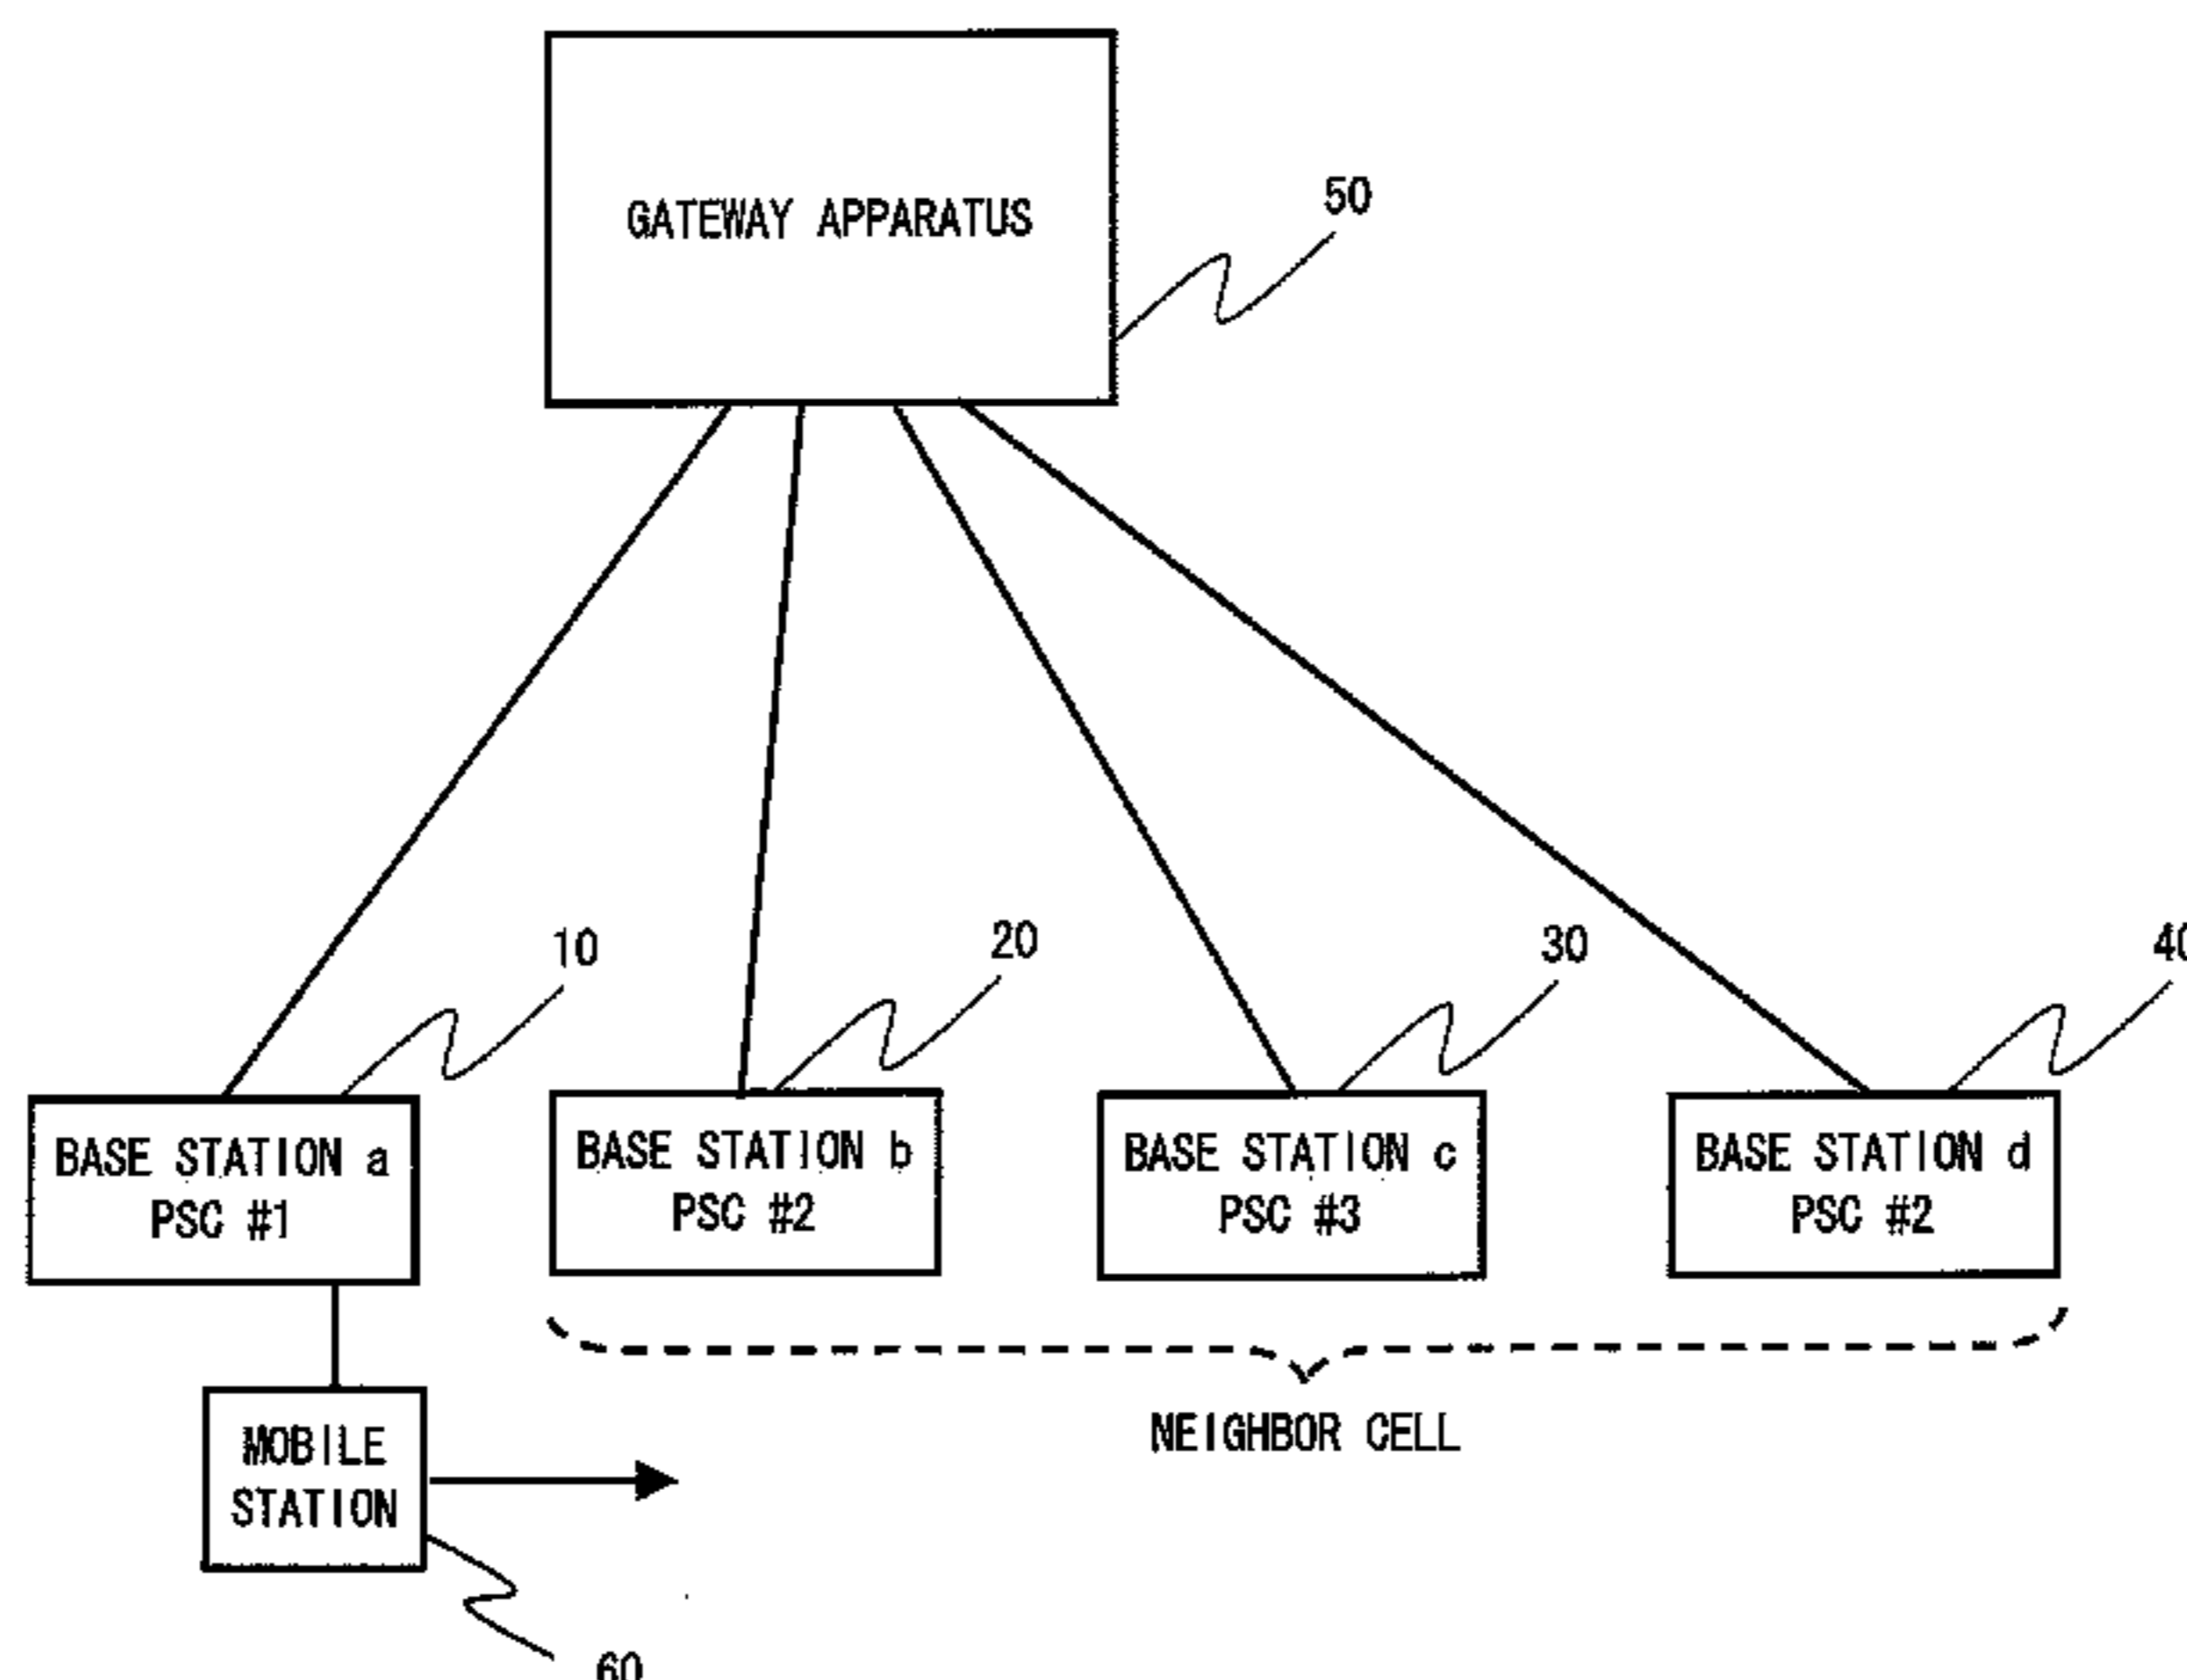 GATEWAY APPARATUS
50
10
20
30
40
BASE STATION a
PSC #1
BASE STATION b
PSC #2
BASE STATION c
PSC #3
BASE STATION d
PSC #2
NEIGHBOR CELL
MOBILE
STATION
60